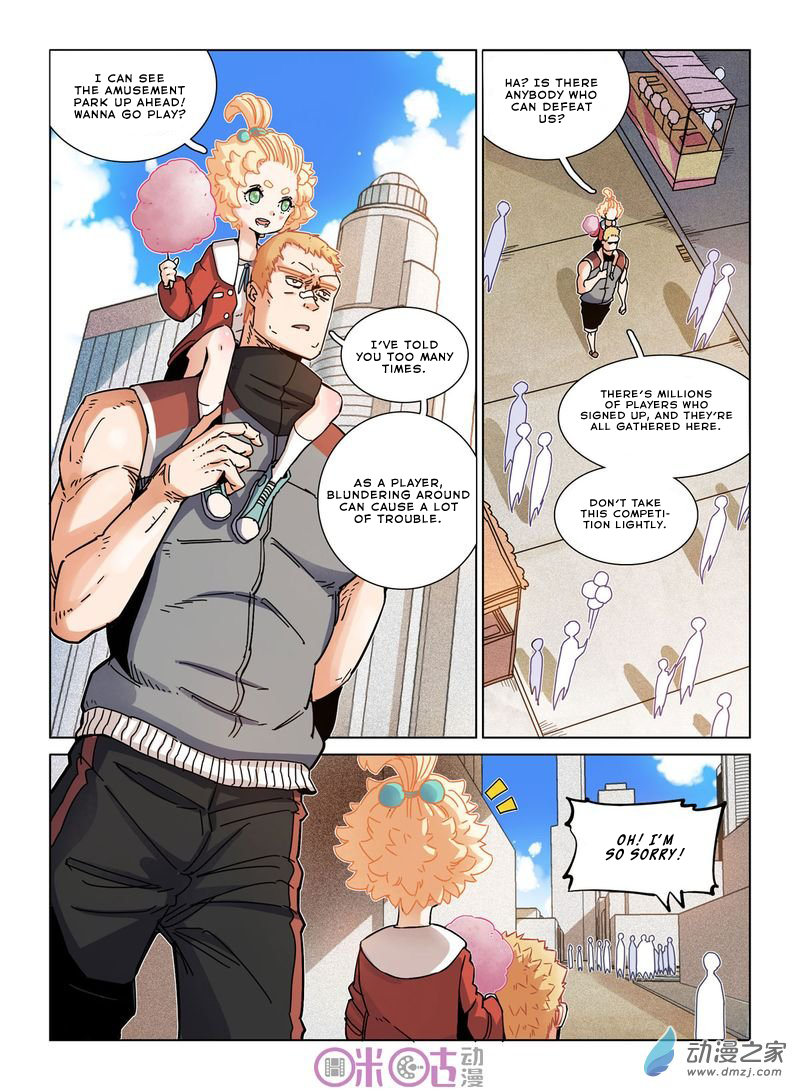 I CAN SEE
THE AMUSEMENT
PARK UP AHEAD!
WANNA GO PLAY?
I'VE TOLD
YOU TOO MANY
TIMES.
AS A PLAYER,
BLUNDERING AROUND
CAN CAUSE A LOT
OF TROUBLE.
HA? IS THERE
ANYBODY WHO
CAN DEFEAT
US?
THERE'S MILLIONS
OF PLAYERS WHO
SIGNED UP, AND THEY'RE
ALL GATHERED HERE.
DON'T TAKE
THIS COMPETI-
TION LIGHTLY.
OH! I'M
SO SORRY!
咪咕动漫
动漫之家
www.dmzj.com